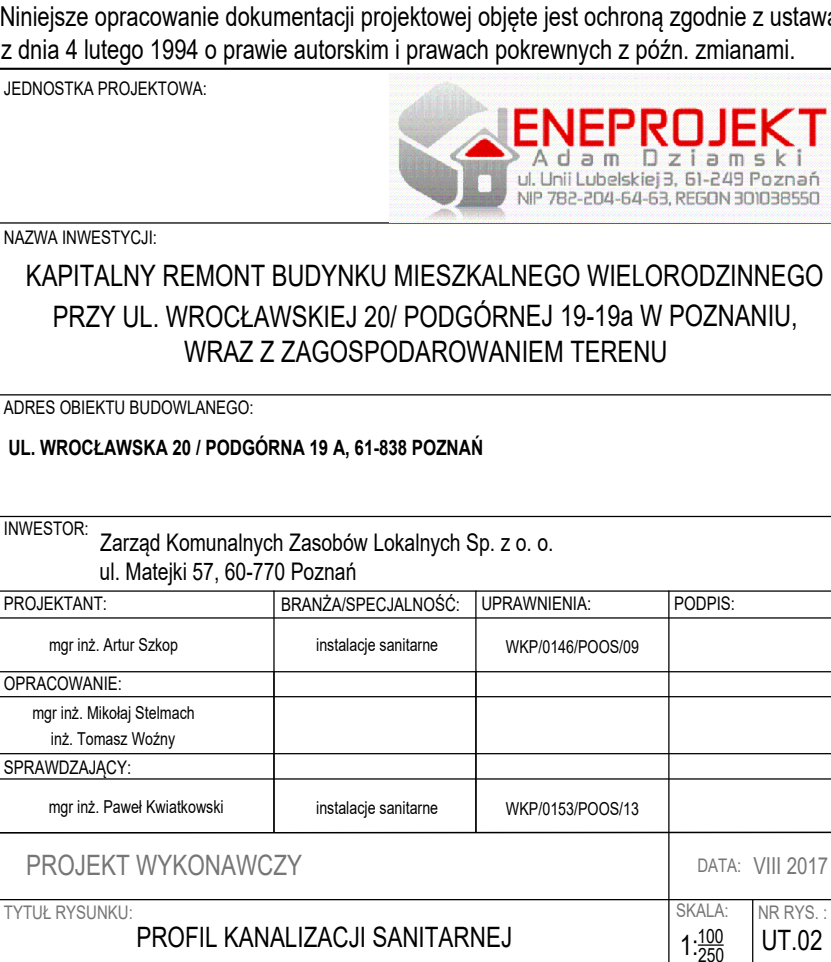 Niniejsze opracowanie dokumentacji projektowej objęte jest ochroną zgodnie z ustawą
z dnia 4 lutego 1994 o prawie autorskim i prawach pokrewnych z późn. zmianami.
JEDNOSTKA PROJEKTOWA:
ENEPROJEKT
Adam Dziamski
ul. Unii Lubelskiej 3, 61-249 Poznań
NIP 782-204-64-63, REGON 301038550
NAZWA INWESTYCJI:
KAPITALNY REMONT BUDYNKU MIESZKALNEGO WIELORODZINNEGO
PRZY UL. WROCŁAWSKIEJ 20/ PODGÓRNEJ 19-19a W POZNANIU,
WRAZ Z ZAGOSPODAROWANIEM TERENU
ADRES OBIEKTU BUDOWLANEGO:
UL. WROCŁAWSKA 20 / PODGÓRNA 19 A, 61-838 POZNAŃ
INWESTOR: Zarząd Komunalnych Zasobów Lokalnych Sp. z o. o.
ul. Matejki 57, 60-770 Poznań
PROJEKTANT: BRANŻA/SPECJALNOŚĆ: UPRAWNIENIA: PODPIS:
mgr inż. Artur Szkop instalacje sanitarne WKP/0146/POOS/09
OPRACOWANIE:
mgr inż. Mikołaj Stelmach
inż. Tomasz Woźny
SPRAWDZAJĄCY:
mgr inż. Paweł Kwiatkowski instalacje sanitarne WKP/0153/POOS/13
PROJEKT WYKONAWCZY DATA: VIII 2017
TYTUŁ RYSUNKU: SKALA: NR RYS. :
PROFIL KANALIZACJI SANITARNEJ 1:100/250 UT.02